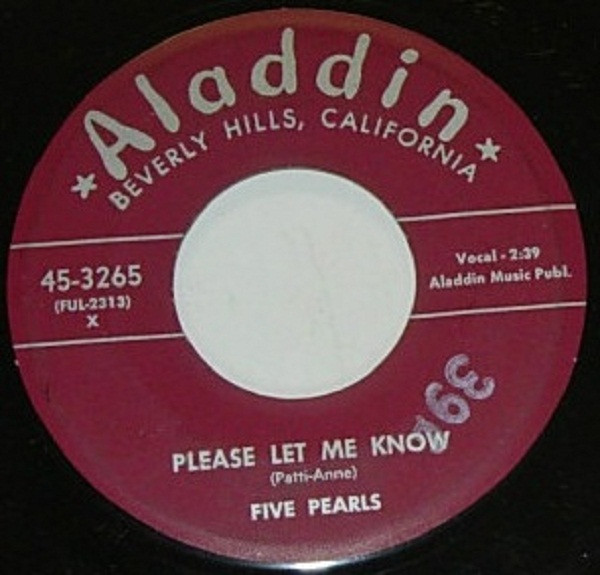 Aladdin
BEVERLY HILLS, CALIFORNIA
45-3265
(FUL-2313)
X
Vocal - 2:39
Aladdin Music Publ.
39¢
PLEASE LET ME KNOW
(Patti-Anne)
FIVE PEARLS